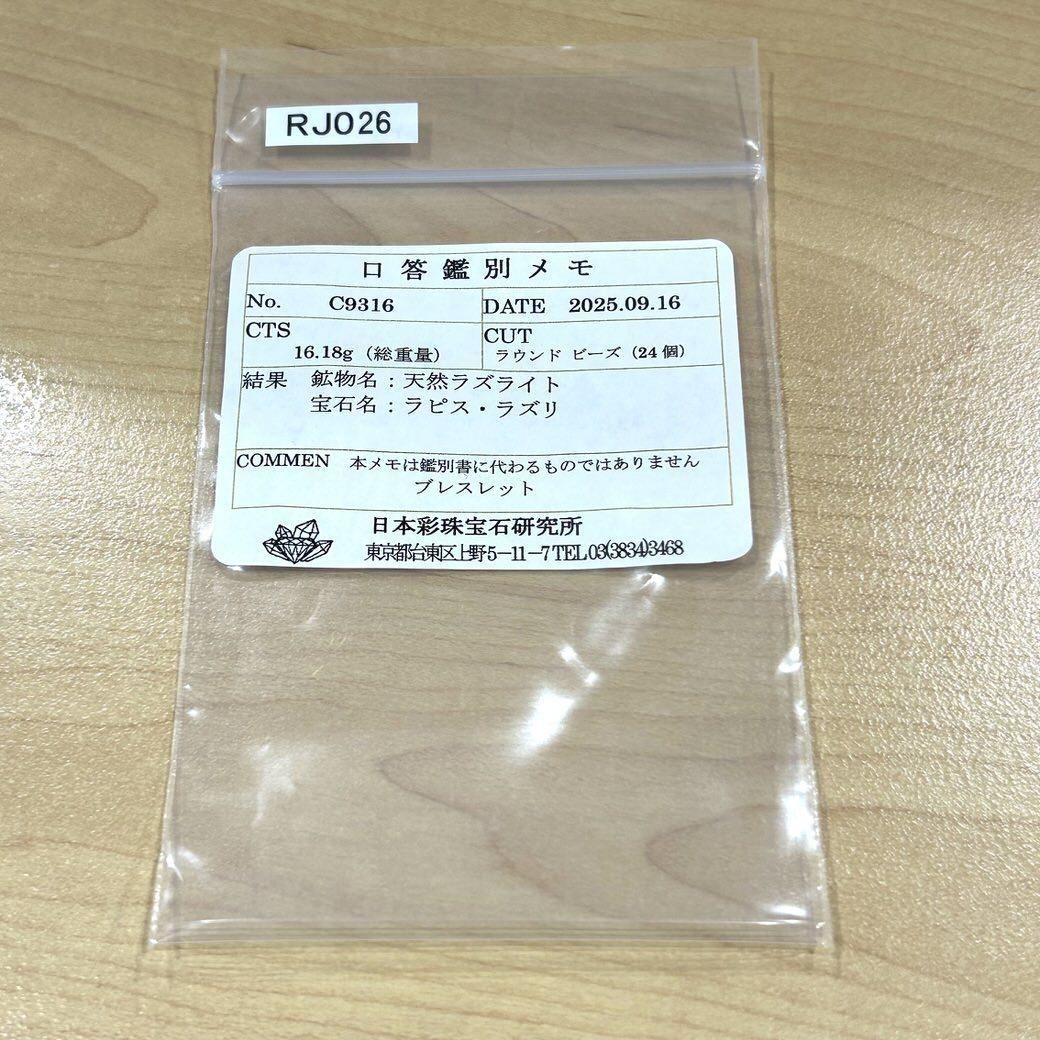 RJ026
口答鑑別メモ
No. C9316 DATE 2025.09.16
CTS 16.18g（総重量） CUT ラウンド ビーズ（24個）
結果 鉱物名：天然ラズライト
宝石名：ラピス・ラズリ
COMMEN 本メモは鑑別書に代わるものではありません
ブレスレット
日本彩珠宝石研究所
東京都台東区上野5－11－7 TEL 03(3834)3468